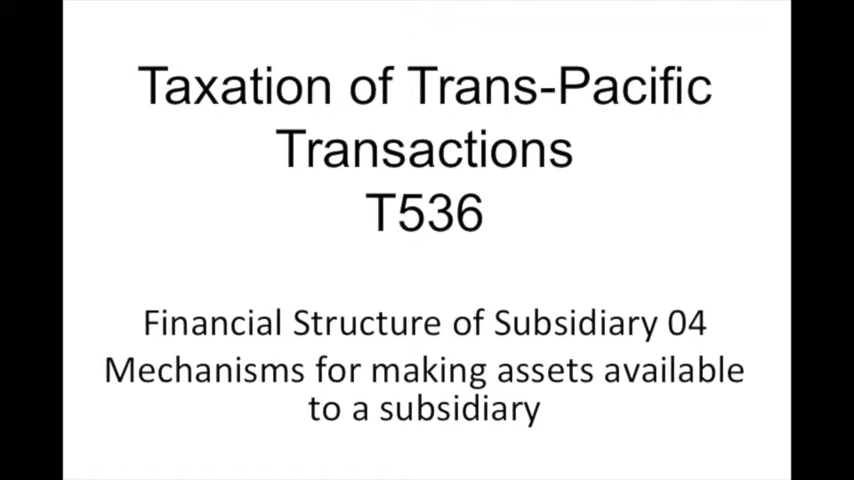 Taxation of Trans-Pacific
Transactions
T536
Financial Structure of Subsidiary 04
Mechanisms for making assets available
to a subsidiary